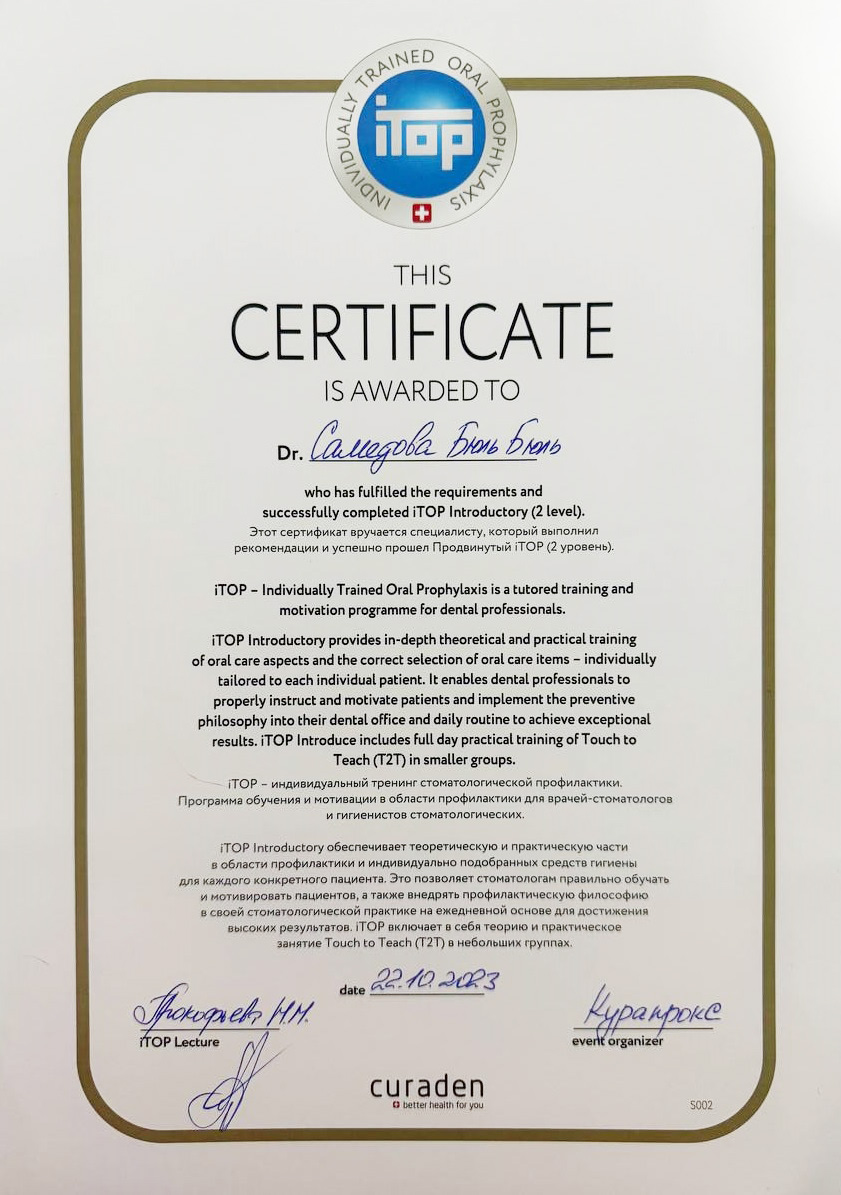 INDIVIDUALLY TRAINED ORAL PROPHYLAXIS
iTop
THIS
CERTIFICATE
IS AWARDED TO
Dr. Самедова Бюль Бюль
who has fulfilled the requirements and
successfully completed iTOP Introductory (2 level).
Этот сертификат вручается специалисту, который выполнил
рекомендации и успешно прошел Продвинутый iTOP (2 уровень).
iTOP – Individually Trained Oral Prophylaxis is a tutored training and
motivation programme for dental professionals.
iTOP Introductory provides in-depth theoretical and practical training
of oral care aspects and the correct selection of oral care items – individually
tailored to each individual patient. It enables dental professionals to
properly instruct and motivate patients and implement the preventive
philosophy into their dental office and daily routine to achieve exceptional
results. iTOP Introduce includes full day practical training of Touch to
Teach (T2T) in smaller groups.
iTOP – индивидуальный тренинг стоматологической профилактики.
Программа обучения и мотивации в области профилактики для врачей-стоматологов
и гигиенистов стоматологических.
iTOP Introductory обеспечивает теоретическую и практическую части
в области профилактики и индивидуально подобранных средств гигиены
для каждого конкретного пациента. Это позволяет стоматологам правильно обучать
и мотивировать пациентов, а также внедрять профилактическую философию
в своей стоматологической практике на ежедневной основе для достижения
высоких результатов. iTOP включает в себя теорию и практическое
занятие Touch to Teach (T2T) в небольших группах.
date 22.10.2023
Прокофьева Н.М.
iTOP Lecture
Курапрокс
event organizer
curaden
better health for you
S002